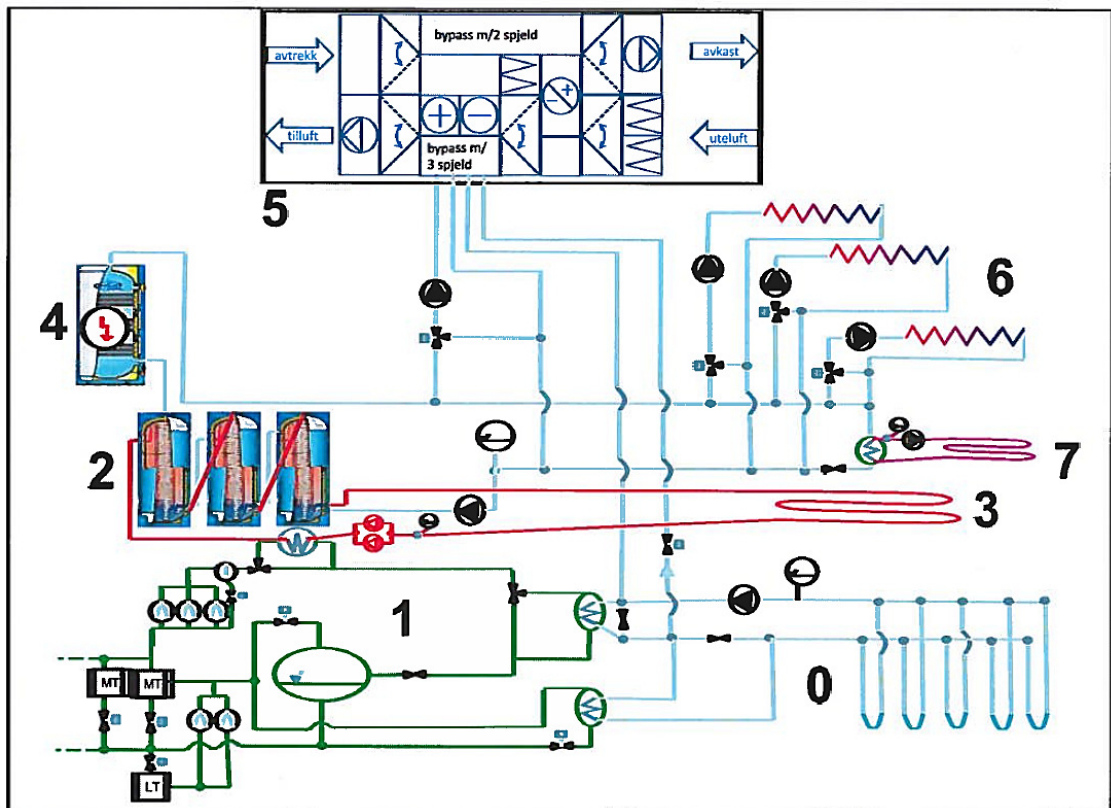 bypass m/2 spjeld
avtrekk
avkast
tilluft
bypass m/
3 spjeld
uteluft
5
6
4
2
7
3
1
0
MT
MT
LT